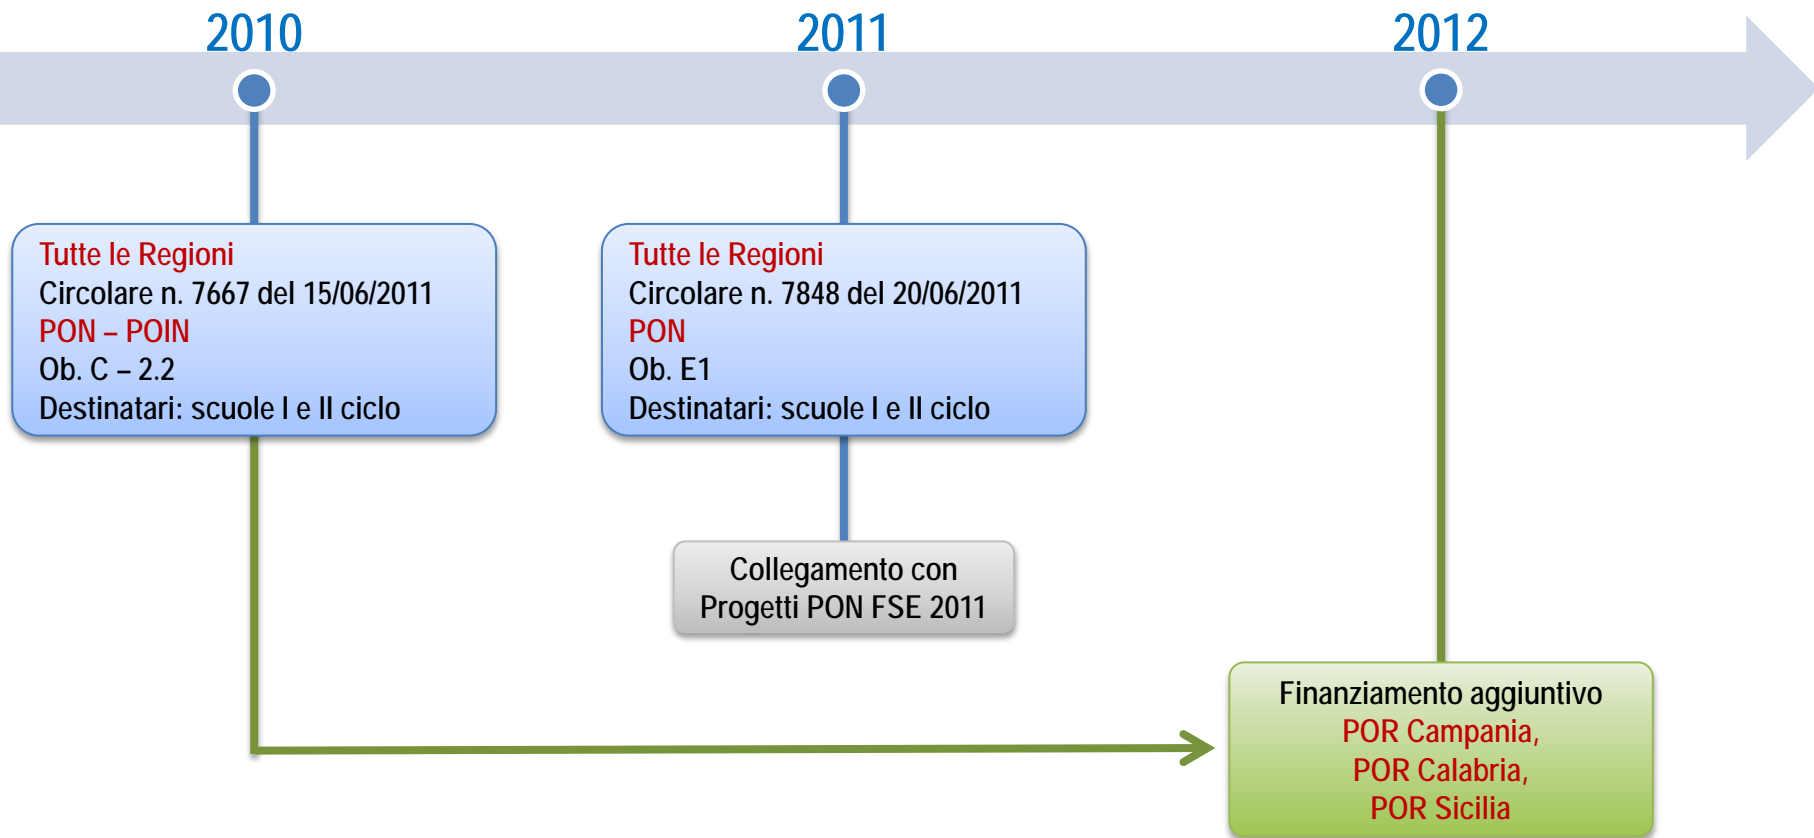 2010
2011
2012
Tutte le Regioni
Circolare n. 7667 del 15/06/2011
PON – POIN
Ob. C – 2.2
Destinatari: scuole I e II ciclo
Tutte le Regioni
Circolare n. 7848 del 20/06/2011
PON
Ob. E1
Destinatari: scuole I e II ciclo
Collegamento con
Progetti PON FSE 2011
Finanziamento aggiuntivo
POR Campania,
POR Calabria,
POR Sicilia